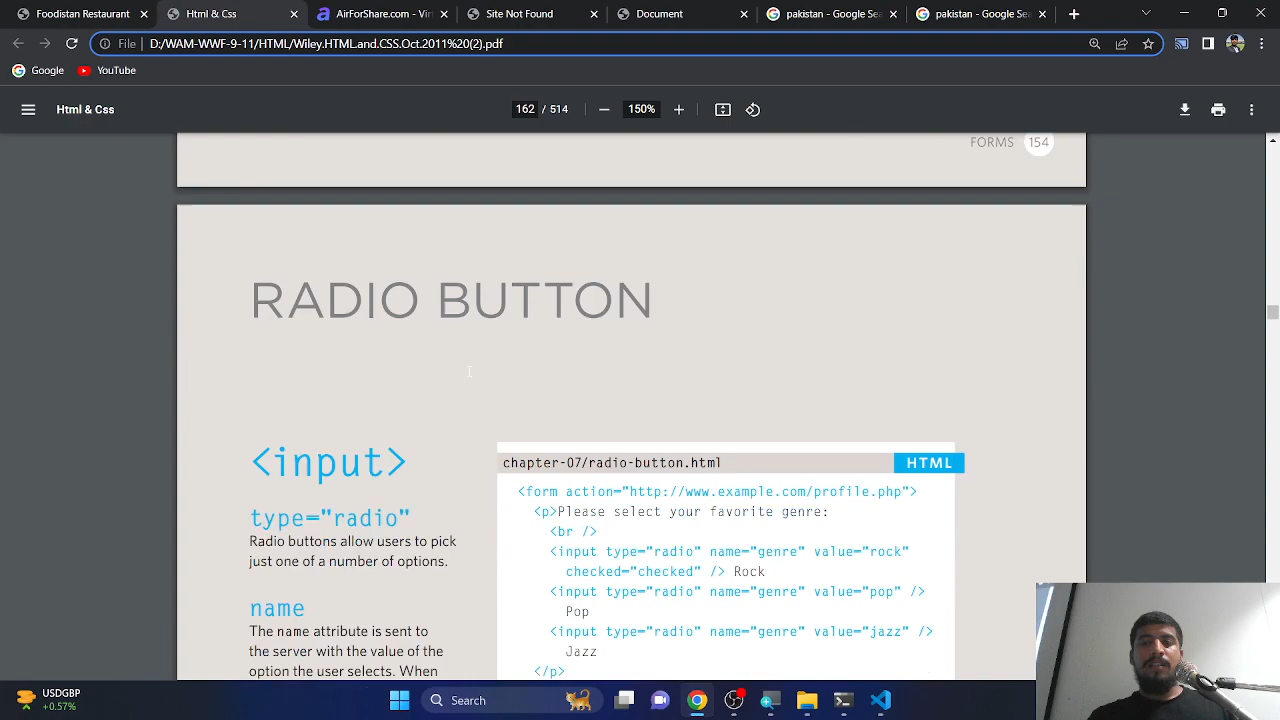 Foodistan Restaurant
Html & Css
AirForShare.com - Vir
Site Not Found
Document
pakistan - Google Sea
pakistan - Google Sea
File
D:/WAM-WWF-9-11/HTML/Wiley.HTMLand.CSS.Oct.2011%20(2).pdf
Google
YouTube
Html & Css
162 / 514
150%
FORMS 154
RADIO BUTTON
<input>
type="radio"
Radio buttons allow users to pick
just one of a number of options.
name
The name attribute is sent to
the server with the value of the
option the user selects. When
chapter-07/radio-button.html
HTML
<form action="http://www.example.com/profile.php">
<p>Please select your favorite genre:
<br />
<input type="radio" name="genre" value="rock"
checked="checked" /> Rock
<input type="radio" name="genre" value="pop" />
Pop
<input type="radio" name="genre" value="jazz" />
Jazz
</p>
USDGBP
+0.57%
Search